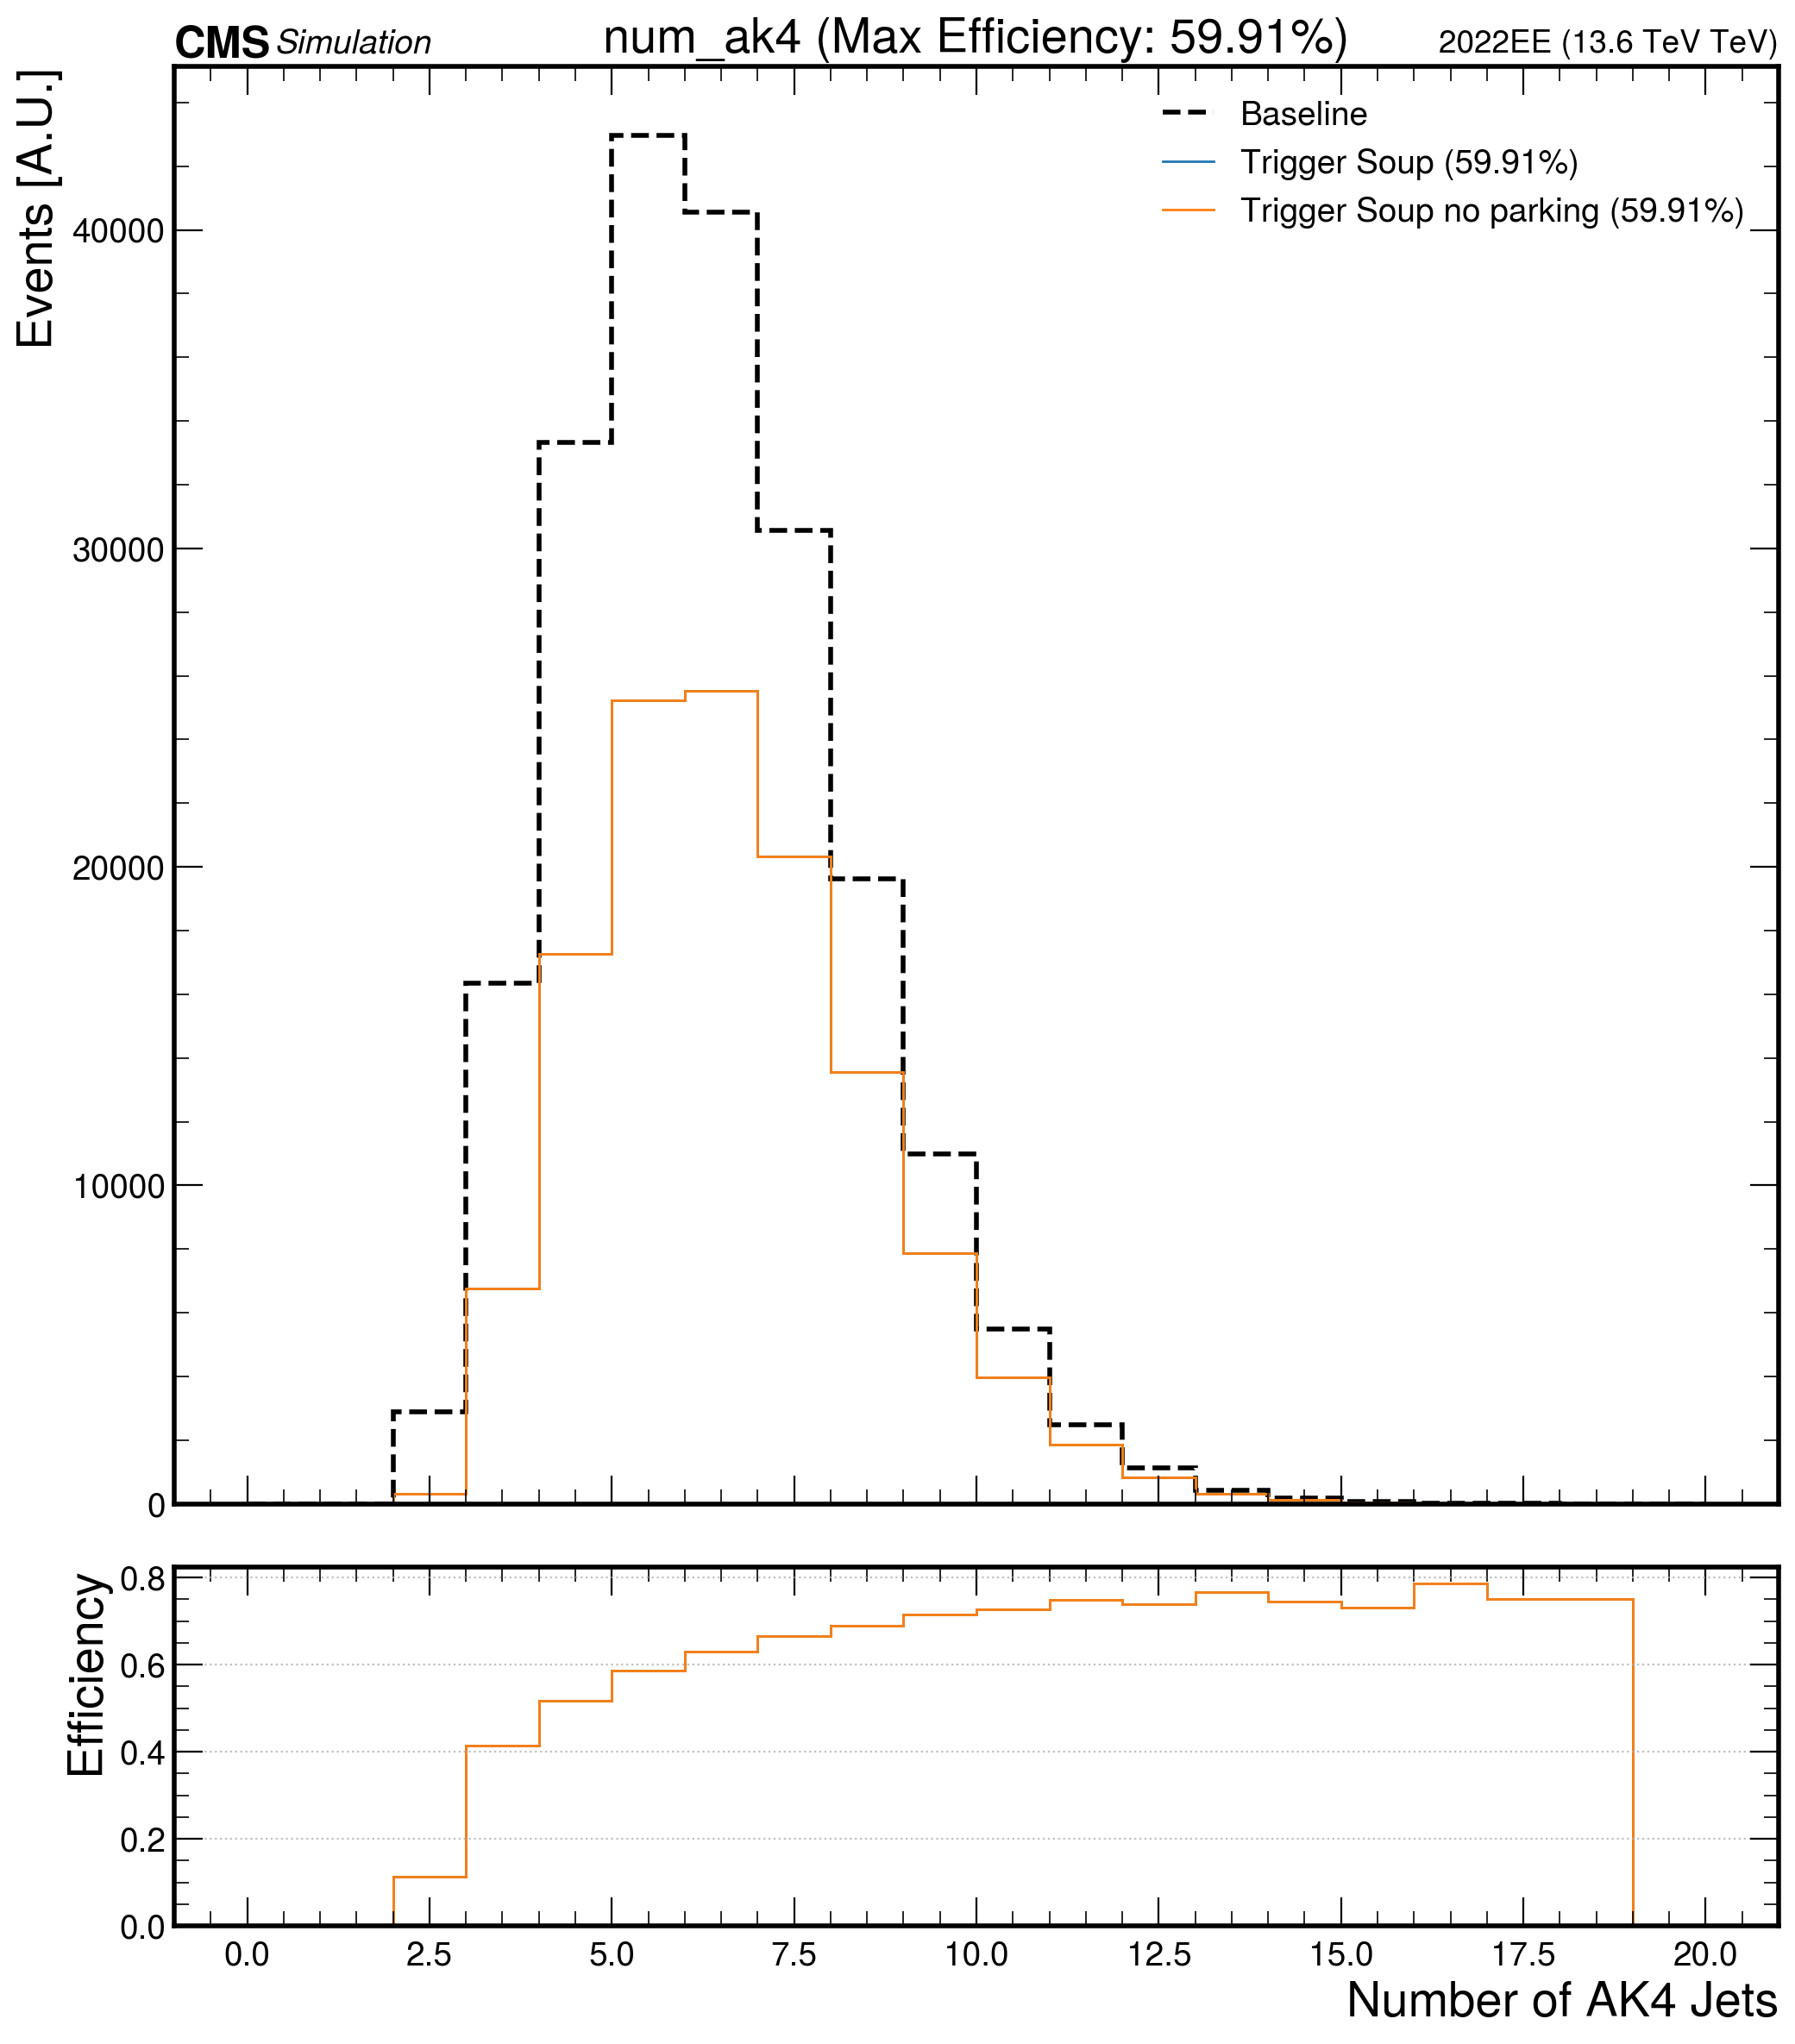 CMS Simulation num_ak4 (Max Efficiency: 59.91%) 2022EE (13.6 TeV TeV)
Events [A.U.]
Baseline
Trigger Soup (59.91%)
Trigger Soup no parking (59.91%)
40000
30000
20000
10000
0
Efficiency
0.8
0.6
0.4
0.2
0.0
0.0 2.5 5.0 7.5 10.0 12.5 15.0 17.5 20.0
Number of AK4 Jets